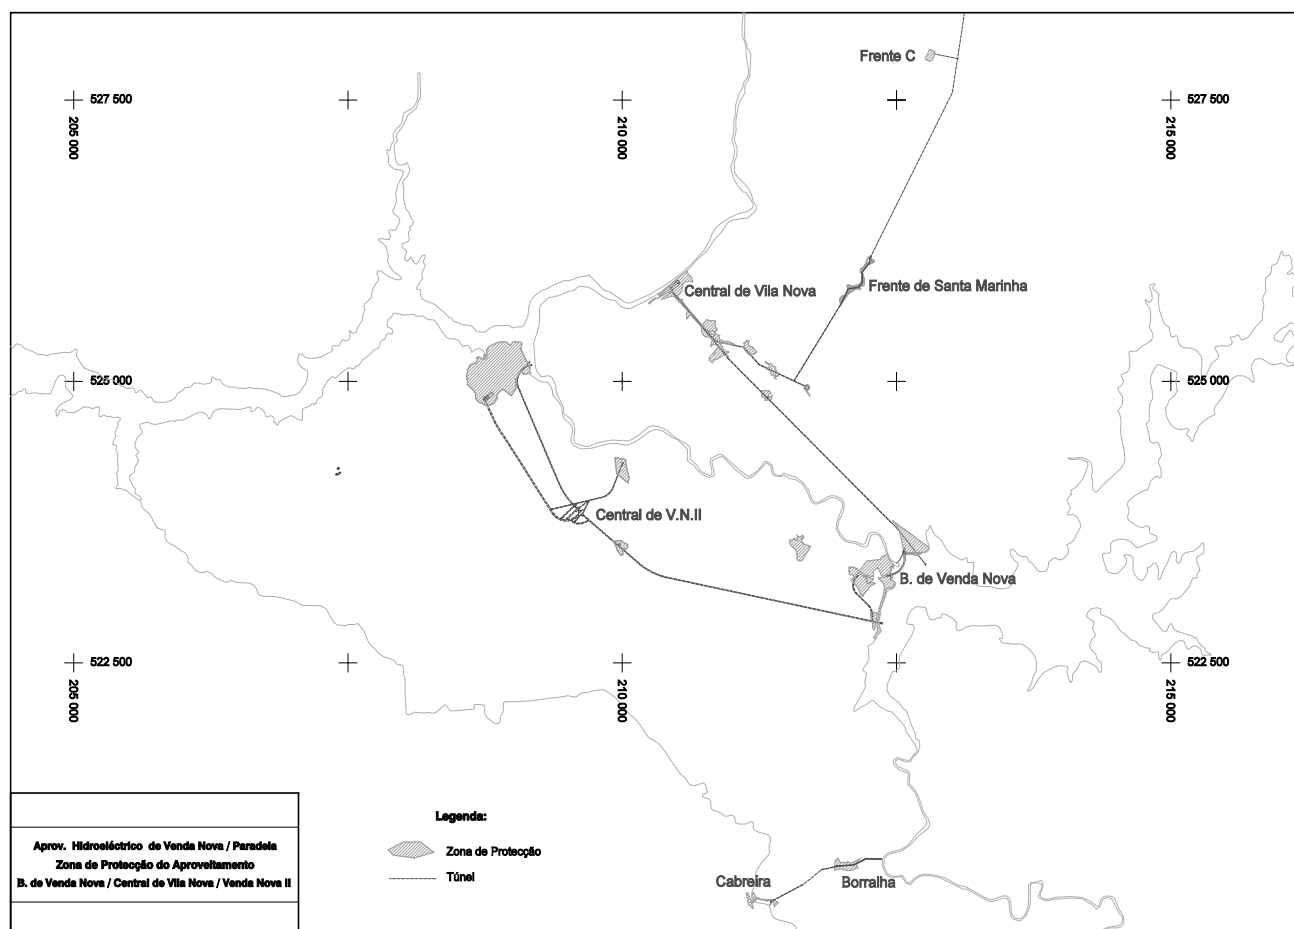 Frente C
527 500
527 500
205 000
210 000
215 000
Central de Vila Nova
Frente de Santa Marinha
525 000
525 000
Central de V.N.II
B. de Venda Nova
522 500
522 500
205 000
210 000
215 000
Legenda:
Zona de Protecção
Túnel
Aprov. Hidroeléctrico de Venda Nova / Paradela
Zona de Protecção do Aproveitamento
B. de Venda Nova / Central de Vila Nova / Venda Nova II
Cabreira
Borralha